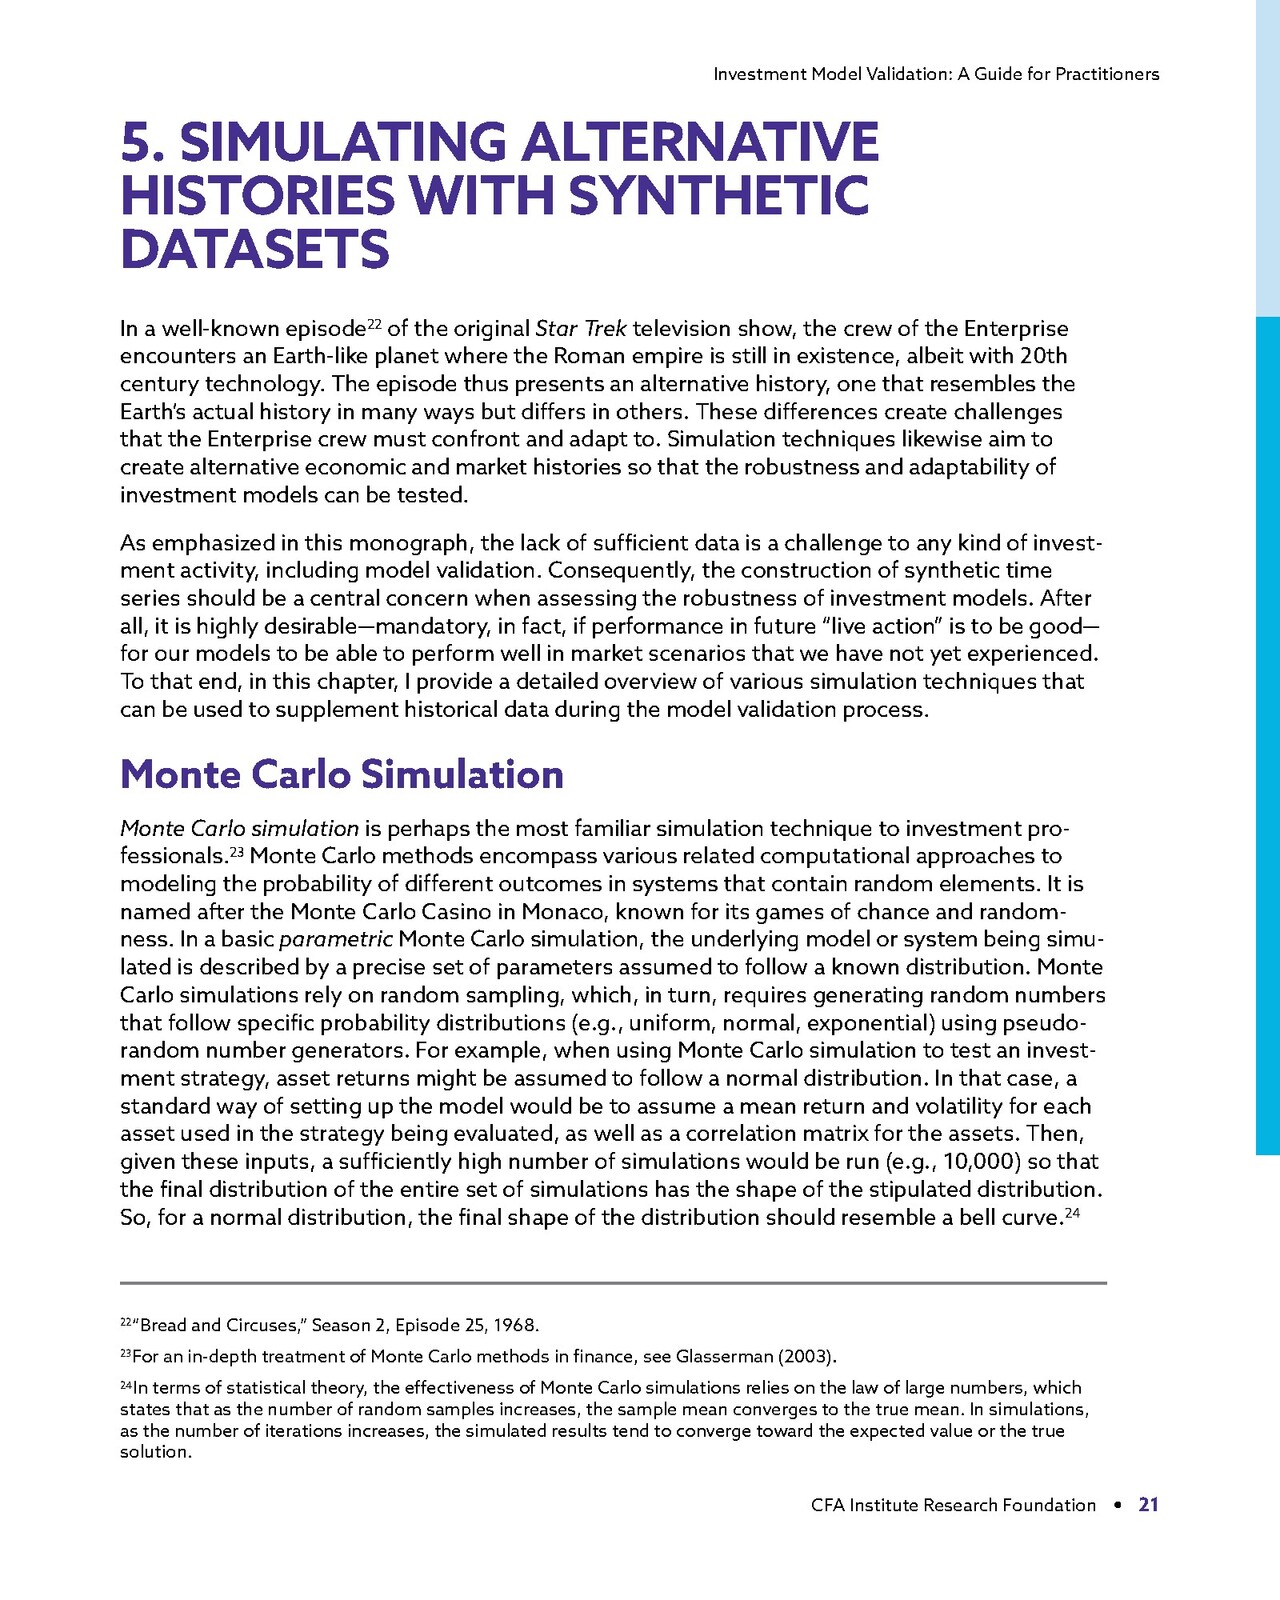 Investment Model Validation: A Guide for Practitioners
5. SIMULATING ALTERNATIVE
HISTORIES WITH SYNTHETIC
DATASETS
In a well-known episode22 of the original Star Trek television show, the crew of the Enterprise
encounters an Earth-like planet where the Roman empire is still in existence, albeit with 20th
century technology. The episode thus presents an alternative history, one that resembles the
Earth’s actual history in many ways but differs in others. These differences create challenges
that the Enterprise crew must confront and adapt to. Simulation techniques likewise aim to
create alternative economic and market histories so that the robustness and adaptability of
investment models can be tested.
As emphasized in this monograph, the lack of sufficient data is a challenge to any kind of invest-
ment activity, including model validation. Consequently, the construction of synthetic time
series should be a central concern when assessing the robustness of investment models. After
all, it is highly desirable—mandatory, in fact, if performance in future “live action” is to be good—
for our models to be able to perform well in market scenarios that we have not yet experienced.
To that end, in this chapter, I provide a detailed overview of various simulation techniques that
can be used to supplement historical data during the model validation process.
Monte Carlo Simulation
Monte Carlo simulation is perhaps the most familiar simulation technique to investment pro-
fessionals.23 Monte Carlo methods encompass various related computational approaches to
modeling the probability of different outcomes in systems that contain random elements. It is
named after the Monte Carlo Casino in Monaco, known for its games of chance and random-
ness. In a basic parametric Monte Carlo simulation, the underlying model or system being simu-
lated is described by a precise set of parameters assumed to follow a known distribution. Monte
Carlo simulations rely on random sampling, which, in turn, requires generating random numbers
that follow specific probability distributions (e.g., uniform, normal, exponential) using pseudo-
random number generators. For example, when using Monte Carlo simulation to test an invest-
ment strategy, asset returns might be assumed to follow a normal distribution. In that case, a
standard way of setting up the model would be to assume a mean return and volatility for each
asset used in the strategy being evaluated, as well as a correlation matrix for the assets. Then,
given these inputs, a sufficiently high number of simulations would be run (e.g., 10,000) so that
the final distribution of the entire set of simulations has the shape of the stipulated distribution.
So, for a normal distribution, the final shape of the distribution should resemble a bell curve.24
22“Bread and Circuses,” Season 2, Episode 25, 1968.
23For an in-depth treatment of Monte Carlo methods in finance, see Glasserman (2003).
24In terms of statistical theory, the effectiveness of Monte Carlo simulations relies on the law of large numbers, which
states that as the number of random samples increases, the sample mean converges to the true mean. In simulations,
as the number of iterations increases, the simulated results tend to converge toward the expected value or the true
solution.
CFA Institute Research Foundation • 21